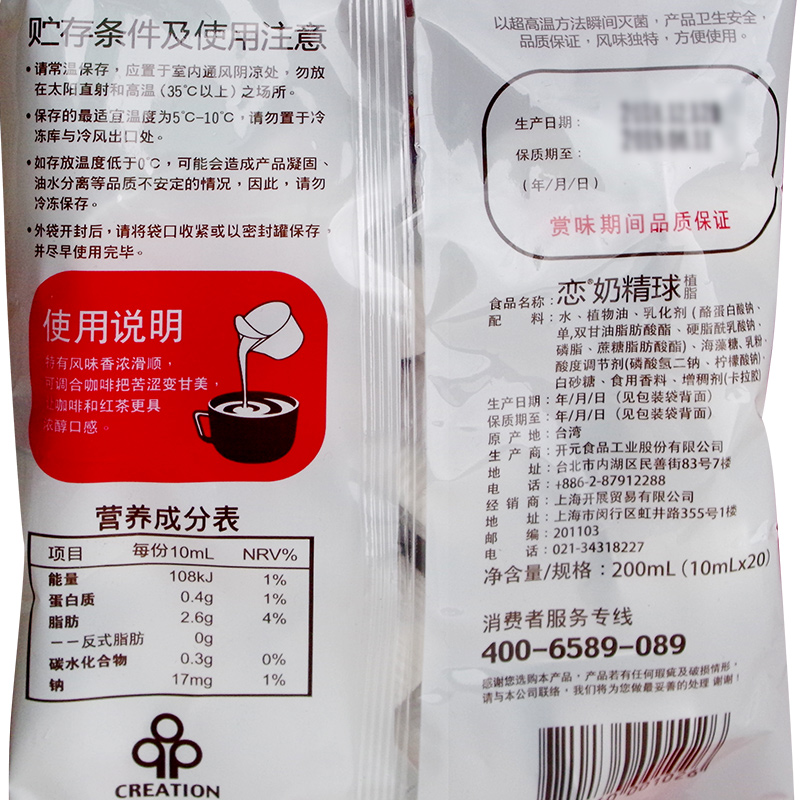 贮存条件及使用注意
•请常温保存，应置于室内通风阴凉处，勿放
在太阳直射和高温（35℃以上）之场所。
•保存的最适宜温度为5℃-10℃，请勿置于冷
冻库与冷风出口处。
•如存放温度低于0℃，可能会造成产品凝固、
油水分离等品质不安定的情况，因此，请勿
冷冻保存。
•外袋开封后，请将袋口收紧或以密封罐保存，
并尽早使用完毕。
使用说明
特有风味香浓滑顺，
可调合咖啡把苦涩变甘美，
让咖啡和红茶更具
浓醇口感。
营养成分表
项目 每份10mL NRV%
能量 108kJ 1%
蛋白质 0.4g 1%
脂肪 2.6g 4%
——反式脂肪 0g
碳水化合物 0.3g 0%
钠 17mg 1%
CREATION
以超高温方法瞬间灭菌，产品卫生安全，
品质保证，风味独特，方便使用。
生产日期：
保质期至：
（年/月/日）
赏味期间品质保证
食品名称：恋®奶精球 植脂
配料：水、植物油、乳化剂（酪蛋白酸钠、
单,双甘油脂肪酸酯、硬脂酰乳酸钠、
磷脂、蔗糖脂肪酸酯）、海藻糖、乳粉、
酸度调节剂(磷酸氢二钠、柠檬酸钠)、
白砂糖、食用香料、增稠剂(卡拉胶)
生产日期：年/月/日（见包装袋背面）
保质期至：年/月/日（见包装袋背面）
原产地：台湾
生产商：开元食品工业股份有限公司
地址：台北市内湖区民善街83号7楼
电话：+886-2-87912288
经销商：上海开展贸易有限公司
地址：上海市闵行区虹井路355号1楼
邮编：201103
电话：021-34318227
净含量/规格：200mL（10mLx20）
消费者服务专线
400-6589-089
感谢您选购本产品，产品若有任何瑕疵及破损情形，
请与本公司联络，我们将为您做最妥善的处理 谢谢！